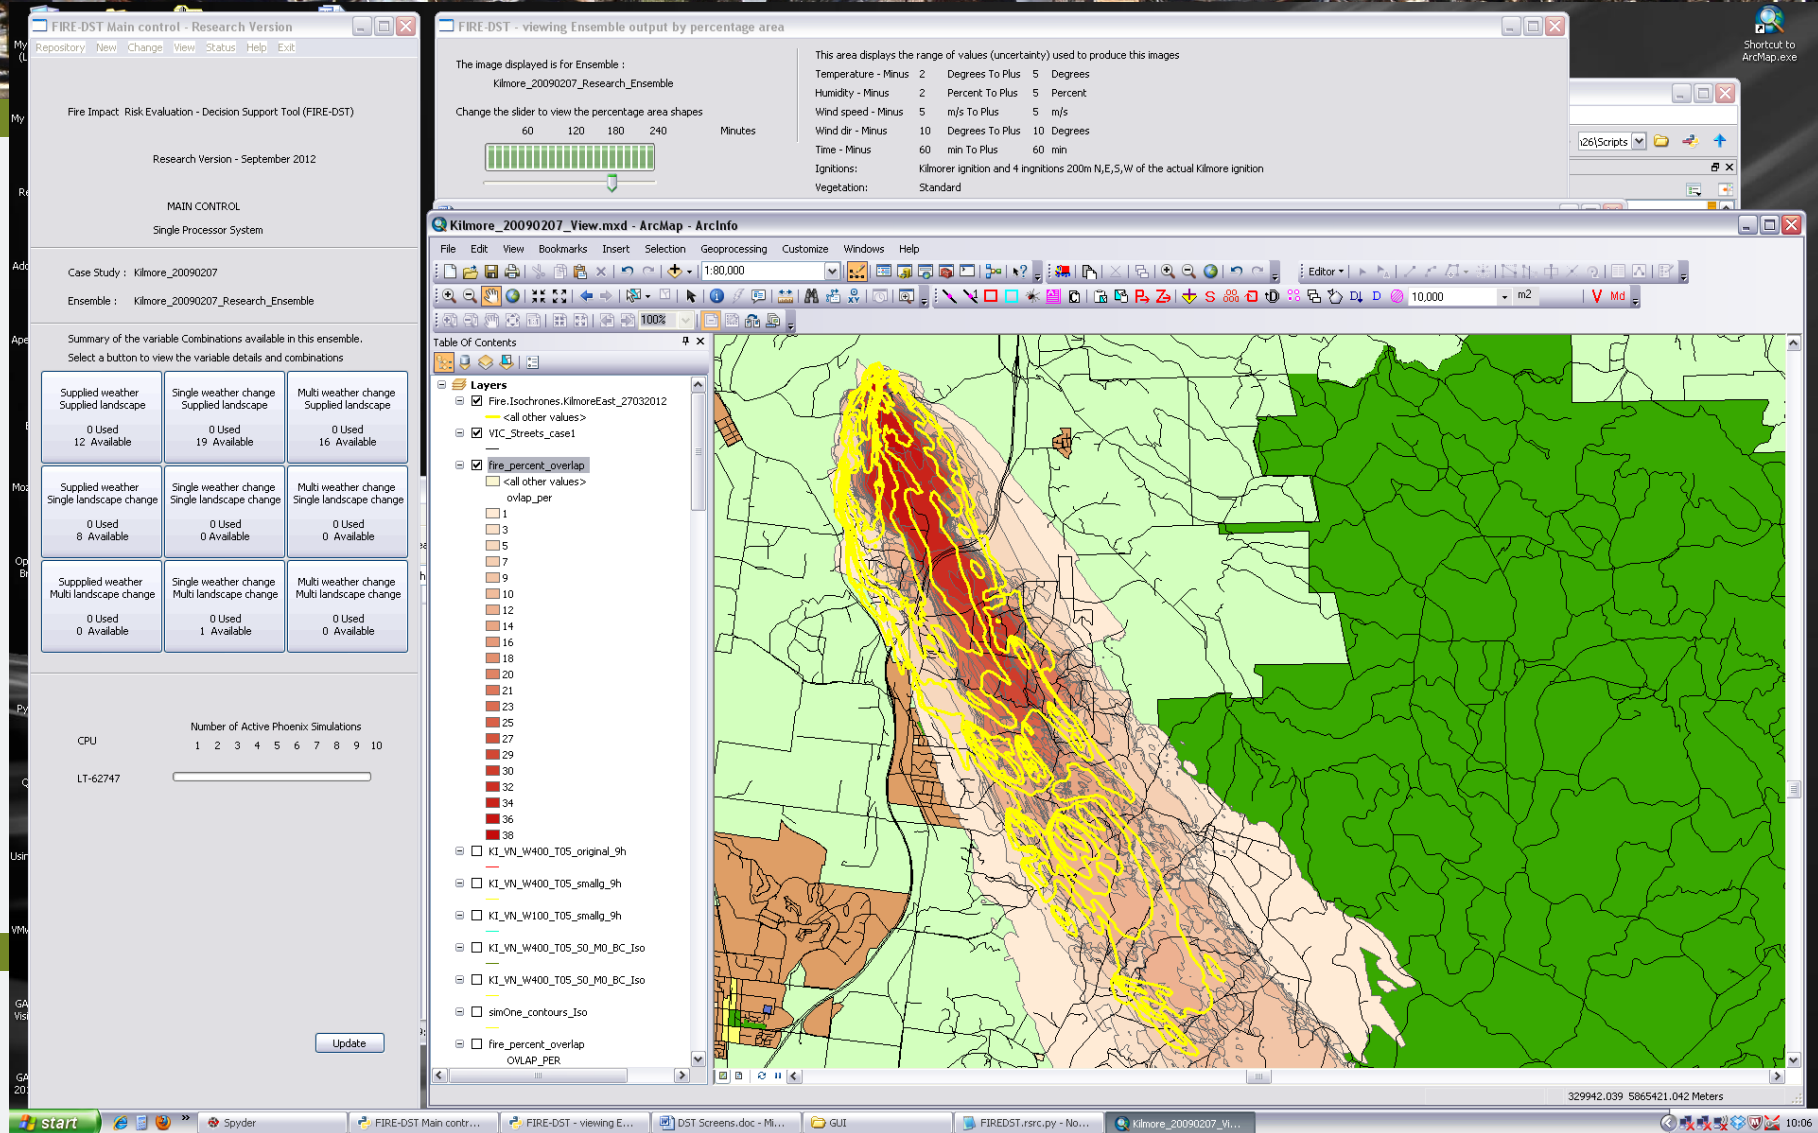 FIRE-DST Main control - Research Version
Repository New Change View Status Help Exit
Fire Impact Risk Evaluation - Decision Support Tool (FIRE-DST)
Research Version - September 2012
MAIN CONTROL
Single Processor System
Case Study : Kilmore_20090207
Ensemble : Kilmore_20090207_Research_Ensemble
Summary of the variable Combinations available in this ensemble.
Select a button to view the variable details and combinations
Supplied weather
Supplied landscape
0 Used
12 Available
Single weather change
Supplied landscape
0 Used
19 Available
Multi weather change
Supplied landscape
0 Used
16 Available
Supplied weather
Single landscape change
0 Used
8 Available
Single weather change
Single landscape change
0 Used
0 Available
Multi weather change
Single landscape change
0 Used
0 Available
Suppplied weather
Multi landscape change
0 Used
0 Available
Single weather change
Multi landscape change
0 Used
1 Available
Multi weather change
Multi landscape change
0 Used
0 Available
Number of Active Phoenix Simulations
CPU
1 2 3 4 5 6 7 8 9 10
LT-62747
Update
FIRE-DST - viewing Ensemble output by percentage area
The image displayed is for Ensemble :
Kilmore_20090207_Research_Ensemble
Change the slider to view the percentage area shapes
60 120 180 240 Minutes
This area displays the range of values (uncertainty) used to produce this images
Temperature - Minus 2 Degrees To Plus 5 Degrees
Humidity - Minus 2 Percent To Plus 5 Percent
Wind speed - Minus 5 m/s To Plus 5 m/s
Wind dir - Minus 10 Degrees To Plus 10 Degrees
Time - Minus 60 min To Plus 60 min
Ignitions: Kilmorer ignition and 4 ingnitions 200m N,E,S,W of the actual Kilmore ignition
Vegetation: Standard
Shortcut to
ArcMap.exe
\Scripts
Kilmore_20090207_View.mxd - ArcMap - ArcInfo
File Edit View Bookmarks Insert Selection Geoprocessing Customize Windows Help
1:80,000
Editor
10,000 m2
Md
100%
Table Of Contents
Layers
Fire.Isochrones.KilmoreEast_27032012
<all other values>
VIC_Streets_case1
fire_percent_overlap
<all other values>
ovlap_per
1
3
5
7
9
10
12
14
16
18
20
21
23
25
27
29
30
32
34
36
38
KI_VN_W400_T05_original_9h
KI_VN_W400_T05_smallg_9h
KI_VN_W100_T05_smallg_9h
KI_VN_W400_T05_S0_M0_BC_Iso
KI_VN_W400_T05_S0_M0_BC_Iso
simOne_contours_Iso
fire_percent_overlap
OVLAP_PER
329942.039 5865421.042 Meters
start
Spyder
FIRE-DST Main contr...
FIRE-DST - viewing E...
DST Screens.doc - Mi...
GUI
FIREDST.rsrc.py - No...
Kilmore_20090207_Vi...
10:06